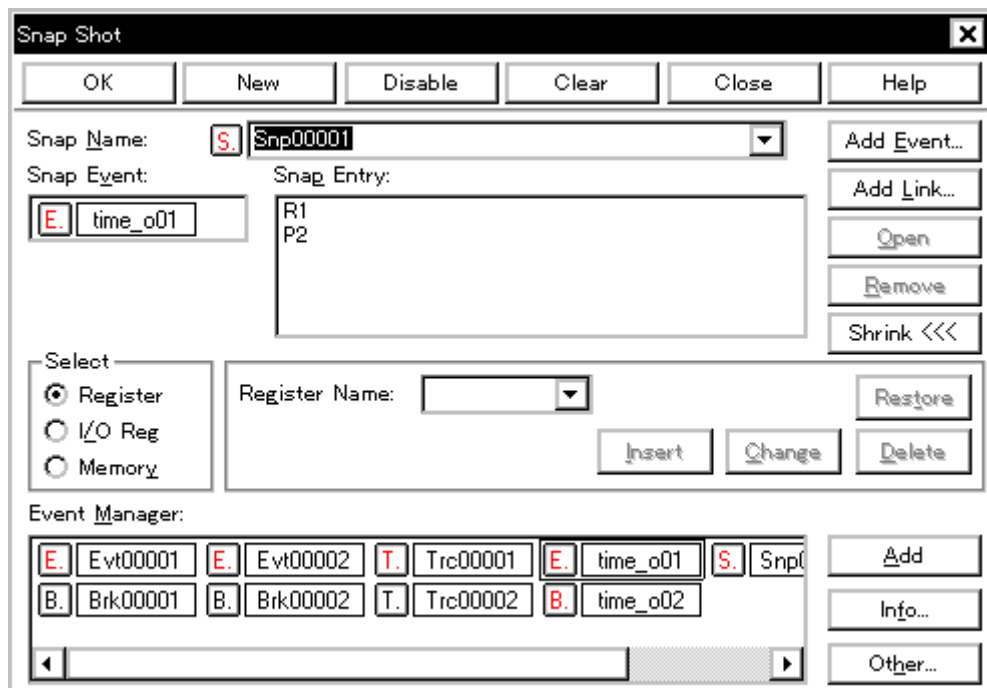 Snap Shot
OK New Disable Clear Close Help
Snap Name: S. Snp00001 Add Event...
Snap Event: Snap Entry: Add Link...
E. time_o01 R1
P2 Open
Remove
Shrink <<<
Select
Register Register Name: Restore
I/O Reg
Memory Insert Change Delete
Event Manager:
E. Evt00001 E. Evt00002 T. Trc00001 E. time_o01 S. Snp0 Add
B. Brk00001 B. Brk00002 T. Trc00002 B. time_o02 Info...
Other...